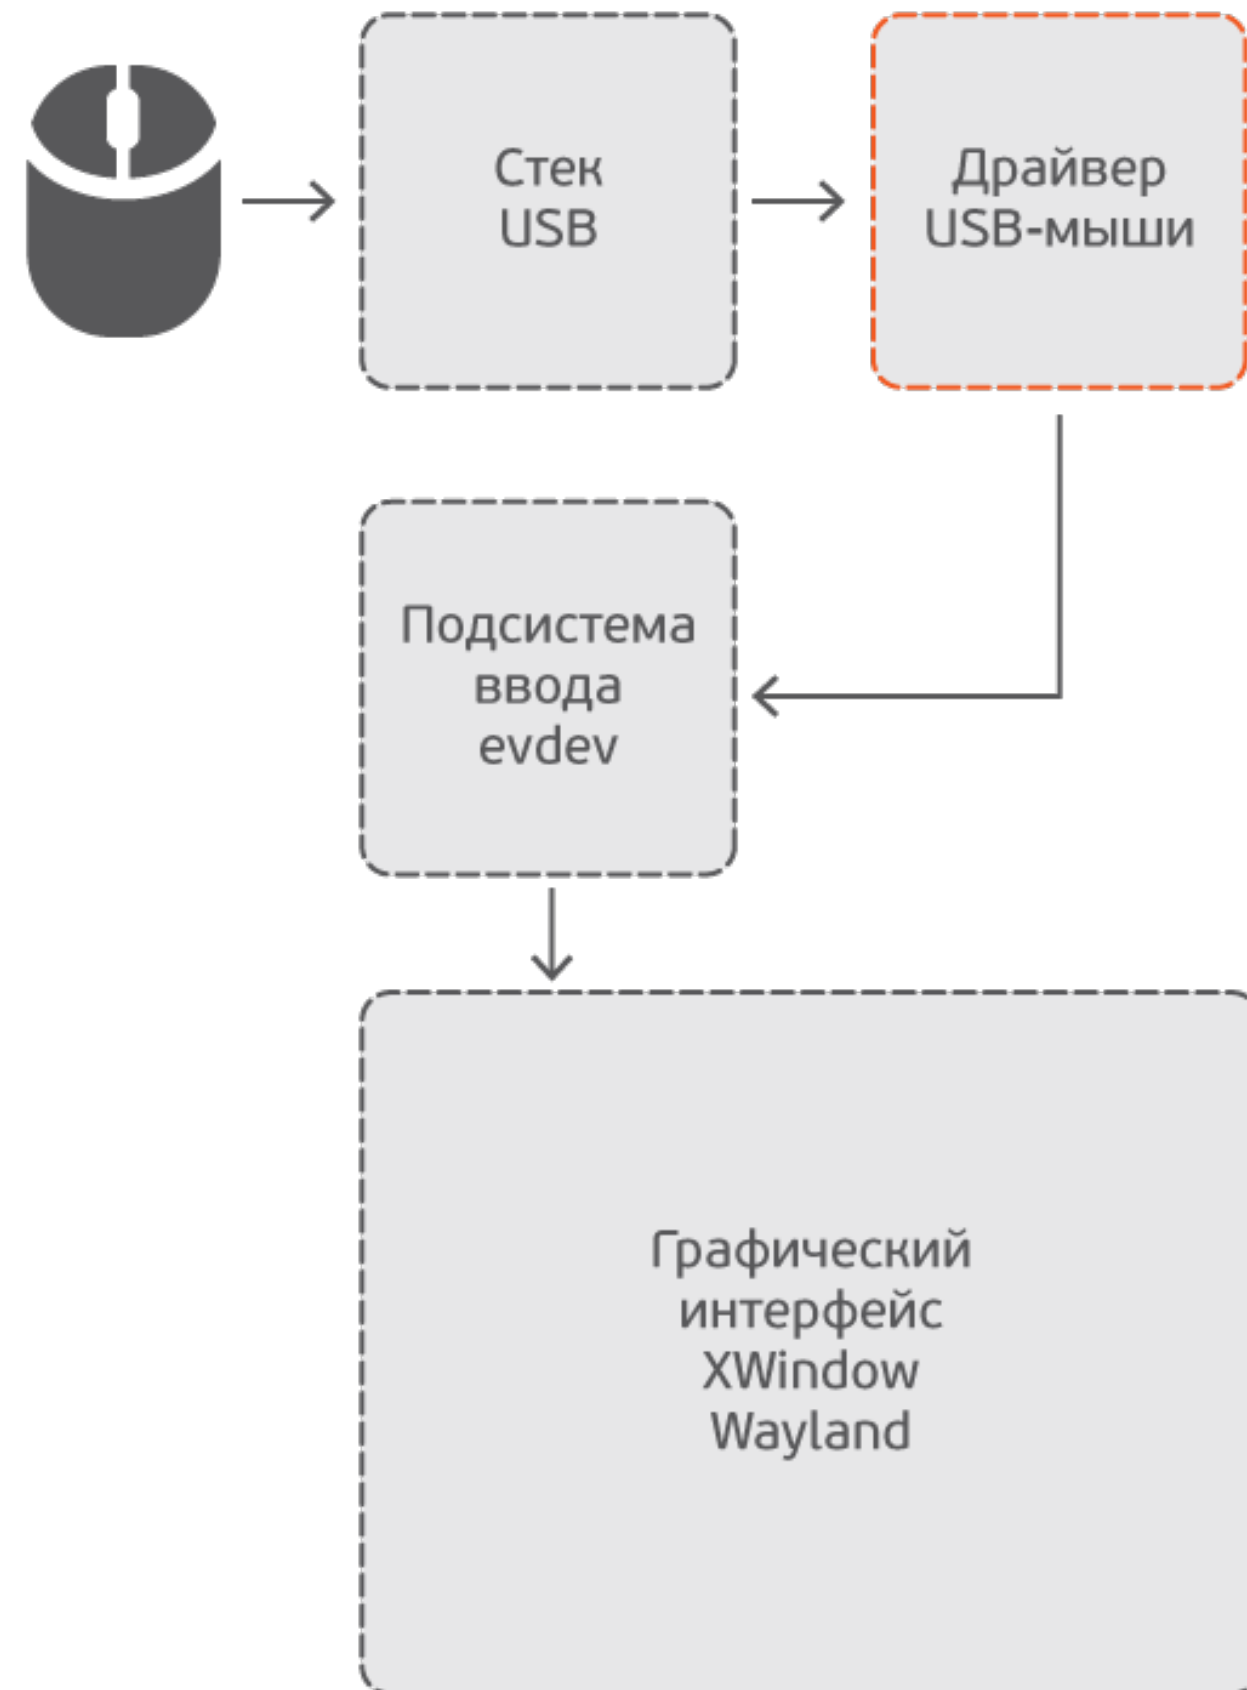 Стек
USB
Драйвер
USB-мыши
Подсистема
ввода
evdev
Графический
интерфейс
XWindow
Wayland